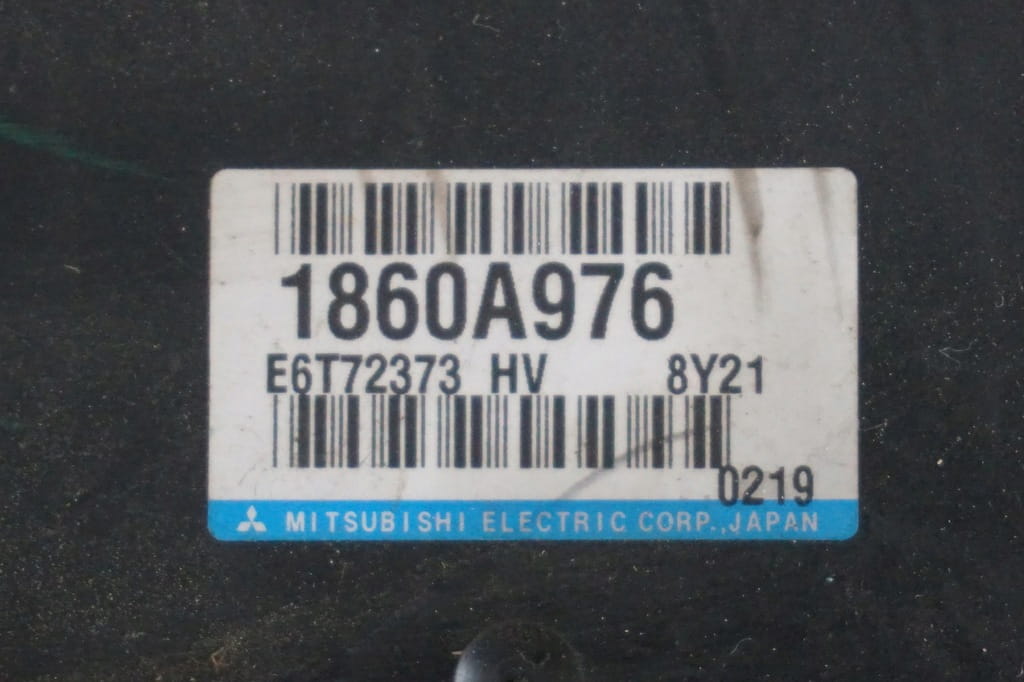 1860A976
E6T72373 HV 8Y21
0219
MITSUBISHI ELECTRIC CORP.,JAPAN